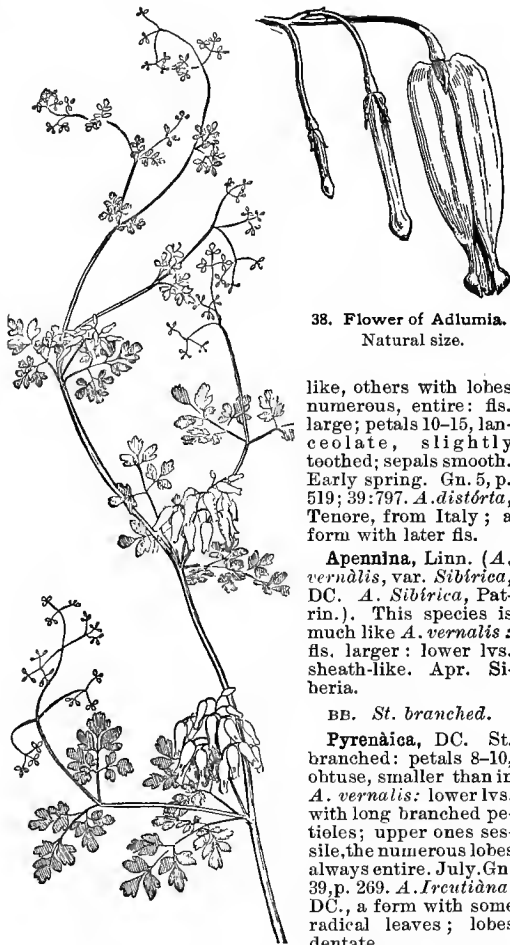 38. Flower of Adlumia.
Natural size.
like, others with lobes
numerous, entire: fls.
large; petals 10–15, lan-
ceolate, slightly
toothed; sepals smooth.
Early spring. Gn. 5, p.
519; 39:797. A. distórta,
Tenore, from Italy; a
form with later fls.
Apennìna, Linn. (A.
vernàlis, var. Sibírica,
DC. A. Sibírica, Pat-
rin.). This species is
much like A. vernalis:
fls. larger: lower lvs.
sheath-like. Apr. Si-
beria.
BB. St. branched.
Pyrenàica, DC. St.
branched: petals 8–10,
obtuse, smaller than in
A. vernalis: lower lvs.
with long branched pe-
tioles; upper ones ses-
sile, the numerous lobes
always entire. July. Gn
39, p. 269. A. Ircutiàna
DC., a form with some
radical leaves; lobes
dentate